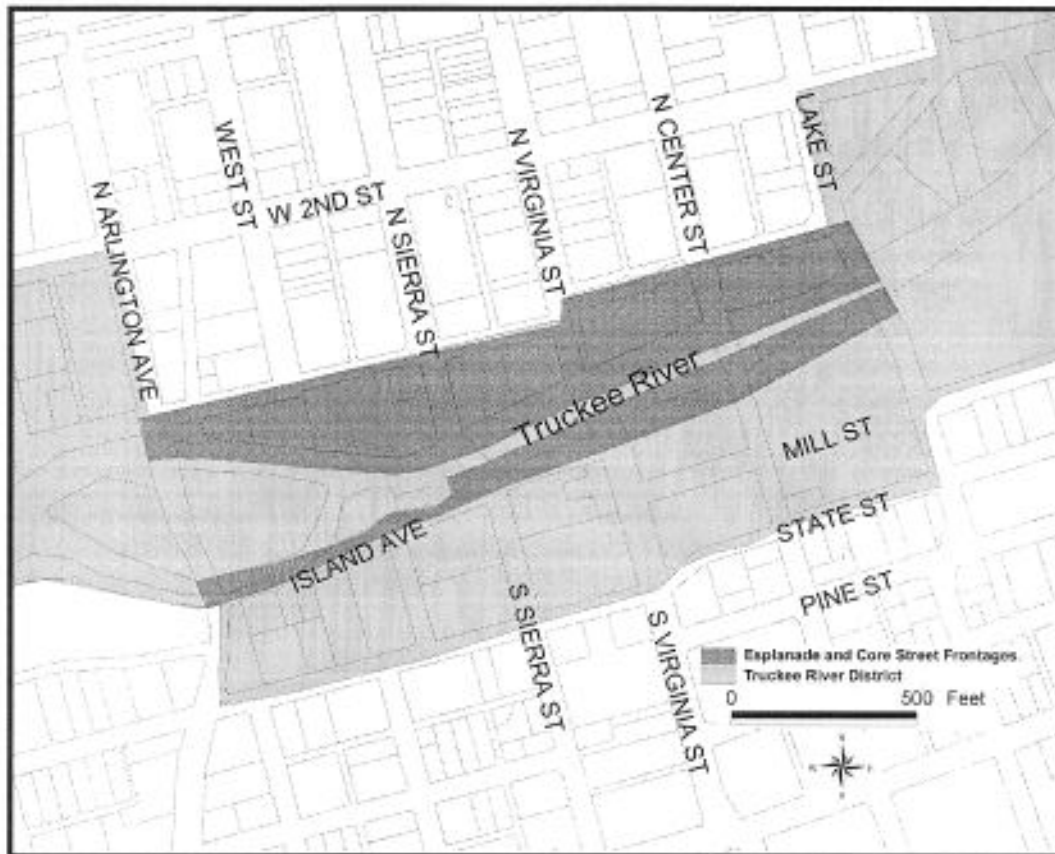 LAKE ST
N CENTER ST
N VIRGINIA ST
WEST ST
W 2ND ST
N ARLINGTON AVE
N SIERRA ST
Truckee River
MILL ST
ISLAND AVE
STATE ST
PINE ST
S SIERRA ST
S VIRGINIA ST
Esplanade and Core Street Frontages
Truckee River District
0 500 Feet